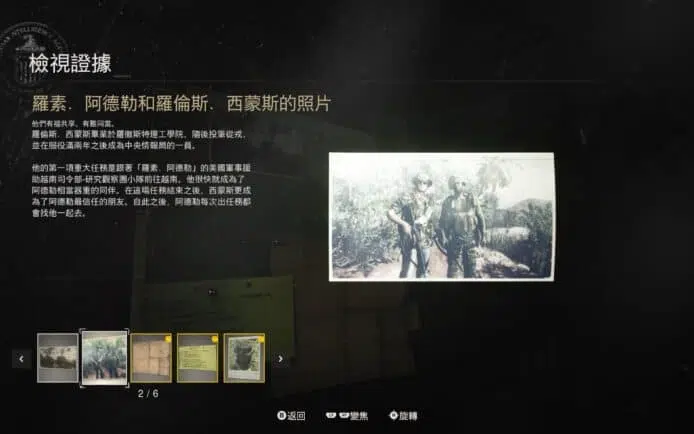 檢視證據
羅素．阿德勒和羅倫斯．西蒙斯的照片
他們有福共享，有難同當。
羅倫斯．西蒙斯畢業於羅徹斯特理工學院，隨後投筆從戎，
並在服役滿兩年之後成為中央情報局的一員。
他的第一項重大任務是跟著「羅素．阿德勒」的美國軍事援
助越南司令部-研究觀察團小隊前往越南。他很快就成為了
阿德勒相當器重的同伴。在這場任務結束之後，西蒙斯更成
為了阿德勒最信任的朋友。自此之後，阿德勒每次出任務都
會找他一起去。
2 / 6
返回
變焦
旋轉